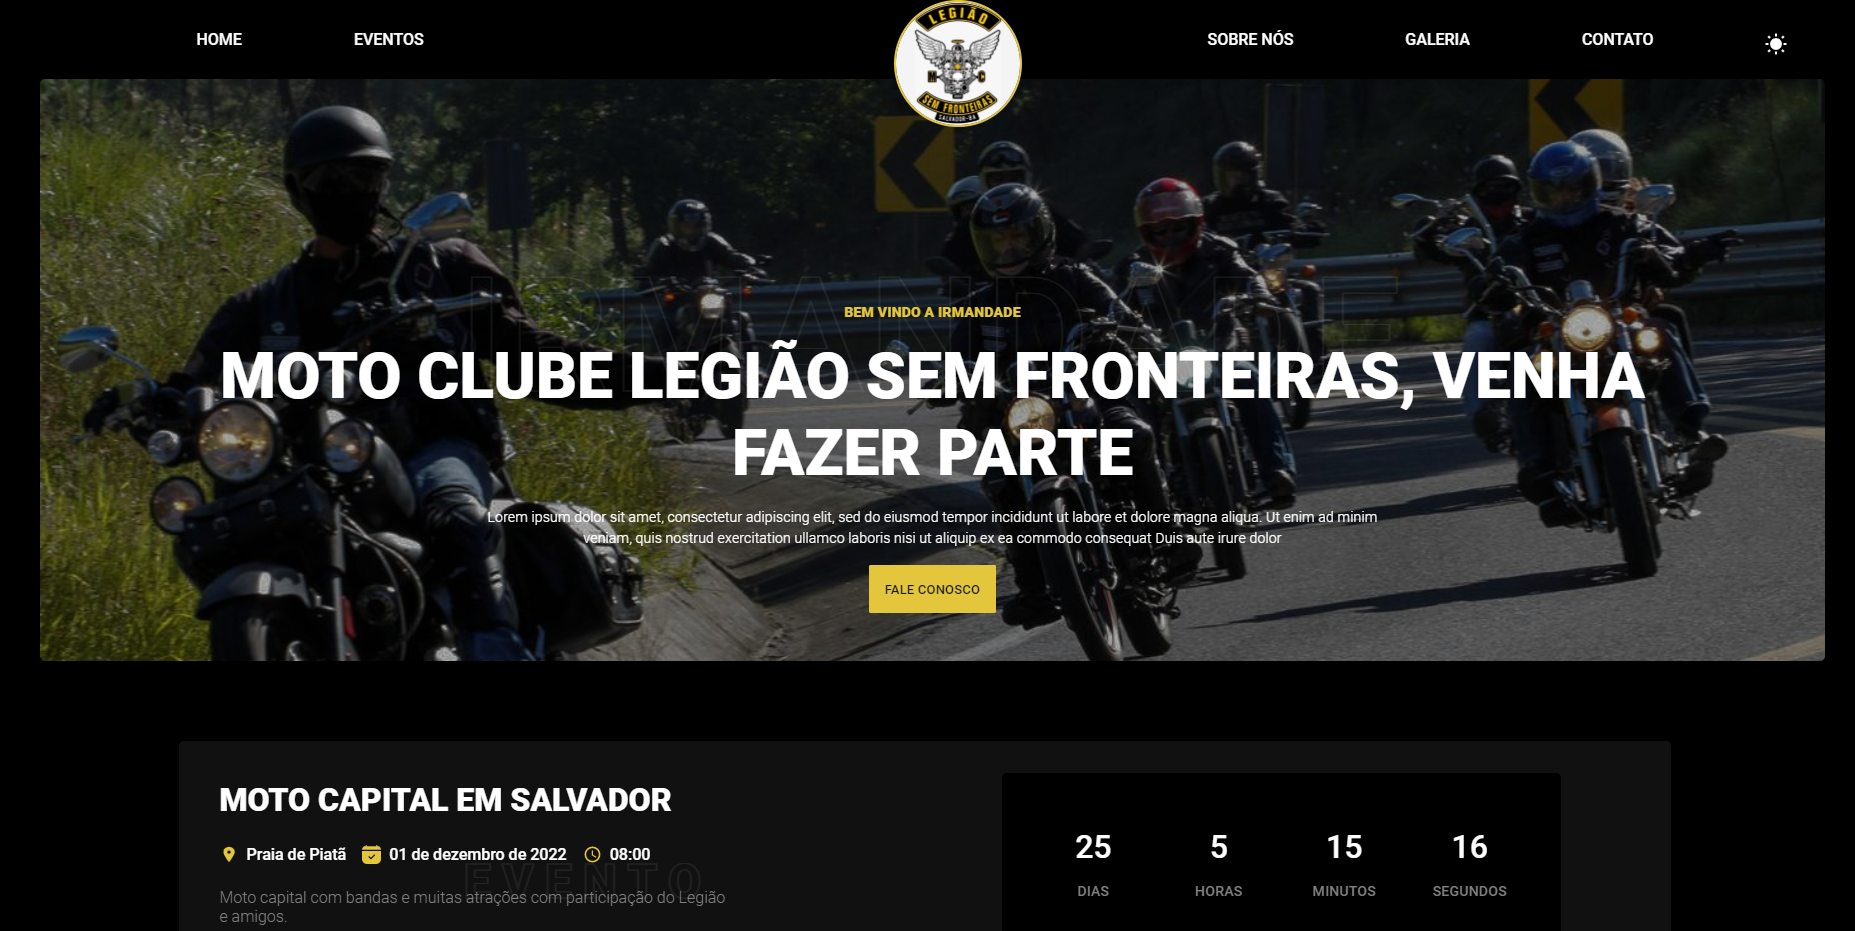 HOME
EVENTOS
LEGIÃO
M C
SEM FRONTEIRAS
SALVADOR-BA
SOBRE NÓS
GALERIA
CONTATO
IRMANDADE
BEM VINDO A IRMANDADE
MOTO CLUBE LEGIÃO SEM FRONTEIRAS, VENHA
FAZER PARTE
Lorem ipsum dolor sit amet, consectetur adipiscing elit, sed do eiusmod tempor incididunt ut labore et dolore magna aliqua. Ut enim ad minim
veniam, quis nostrud exercitation ullamco laboris nisi ut aliquip ex ea commodo consequat Duis aute irure dolor
FALE CONOSCO
MOTO CAPITAL EM SALVADOR
Praia de Piatã 01 de dezembro de 2022 08:00
EVENTO
Moto capital com bandas e muitas atrações com participação do Legião
e amigos.
25 5 15 16
DIAS HORAS MINUTOS SEGUNDOS